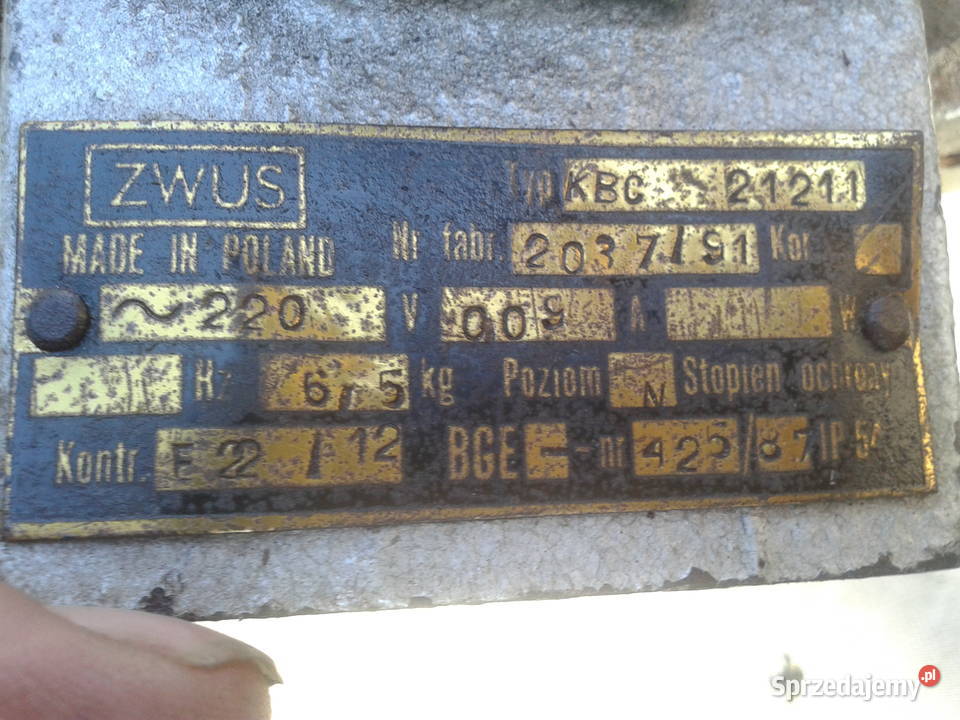 ZWUS Typ KBC 21211
MADE IN POLAND Nr fabr. 2037/91 Kor.
~220 V 009 A W
Hz 6,5 kg Poziom N Stopień ochrony
Kontr. E 22 / 12 BGE - - nr 425/87 IP-54
Sprzedajemy.pl